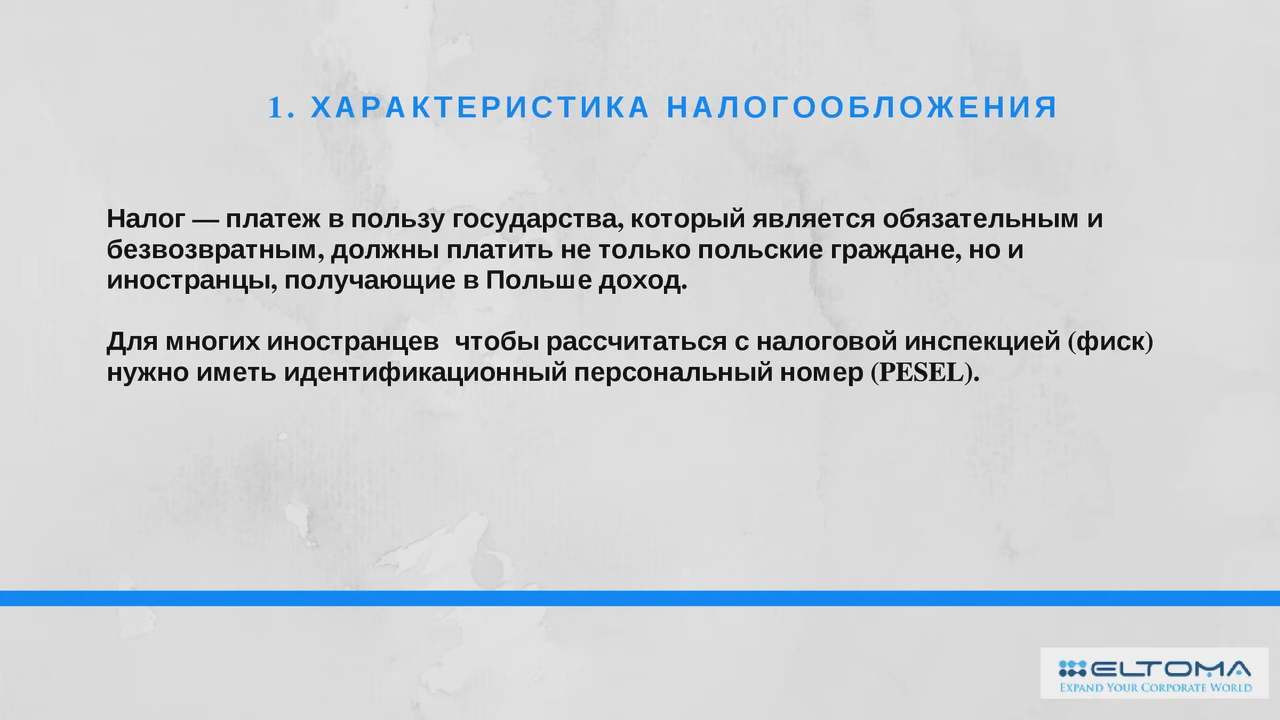 1. ХАРАКТЕРИСТИКА НАЛОГООБЛОЖЕНИЯ
Налог — платеж в пользу государства, который является обязательным и
безвозвратным, должны платить не только польские граждане, но и
иностранцы, получающие в Польше доход.
Для многих иностранцев  чтобы рассчитаться с налоговой инспекцией (фиск)
нужно иметь идентификационный персональный номер (PESEL).
ELTOMA
EXPAND YOUR CORPORATE WORLD